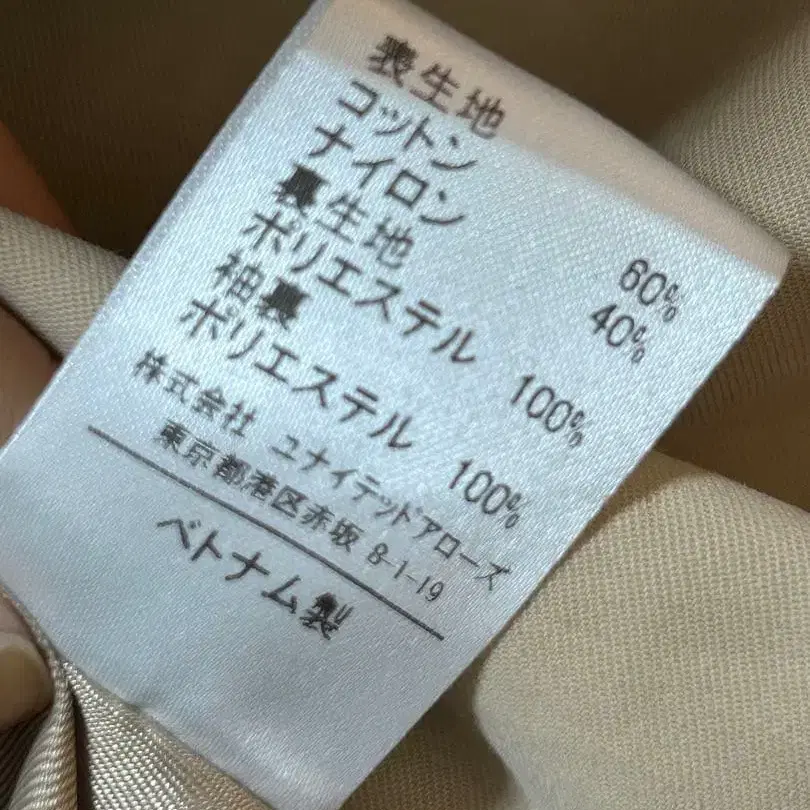 表生地
コットン 60%
ナイロン 40%
裏生地
ポリエステル 100%
袖裏
ポリエステル 100%
株式会社 ユナイテッドアローズ
東京都港区赤坂 8-1-19
ベトナム製